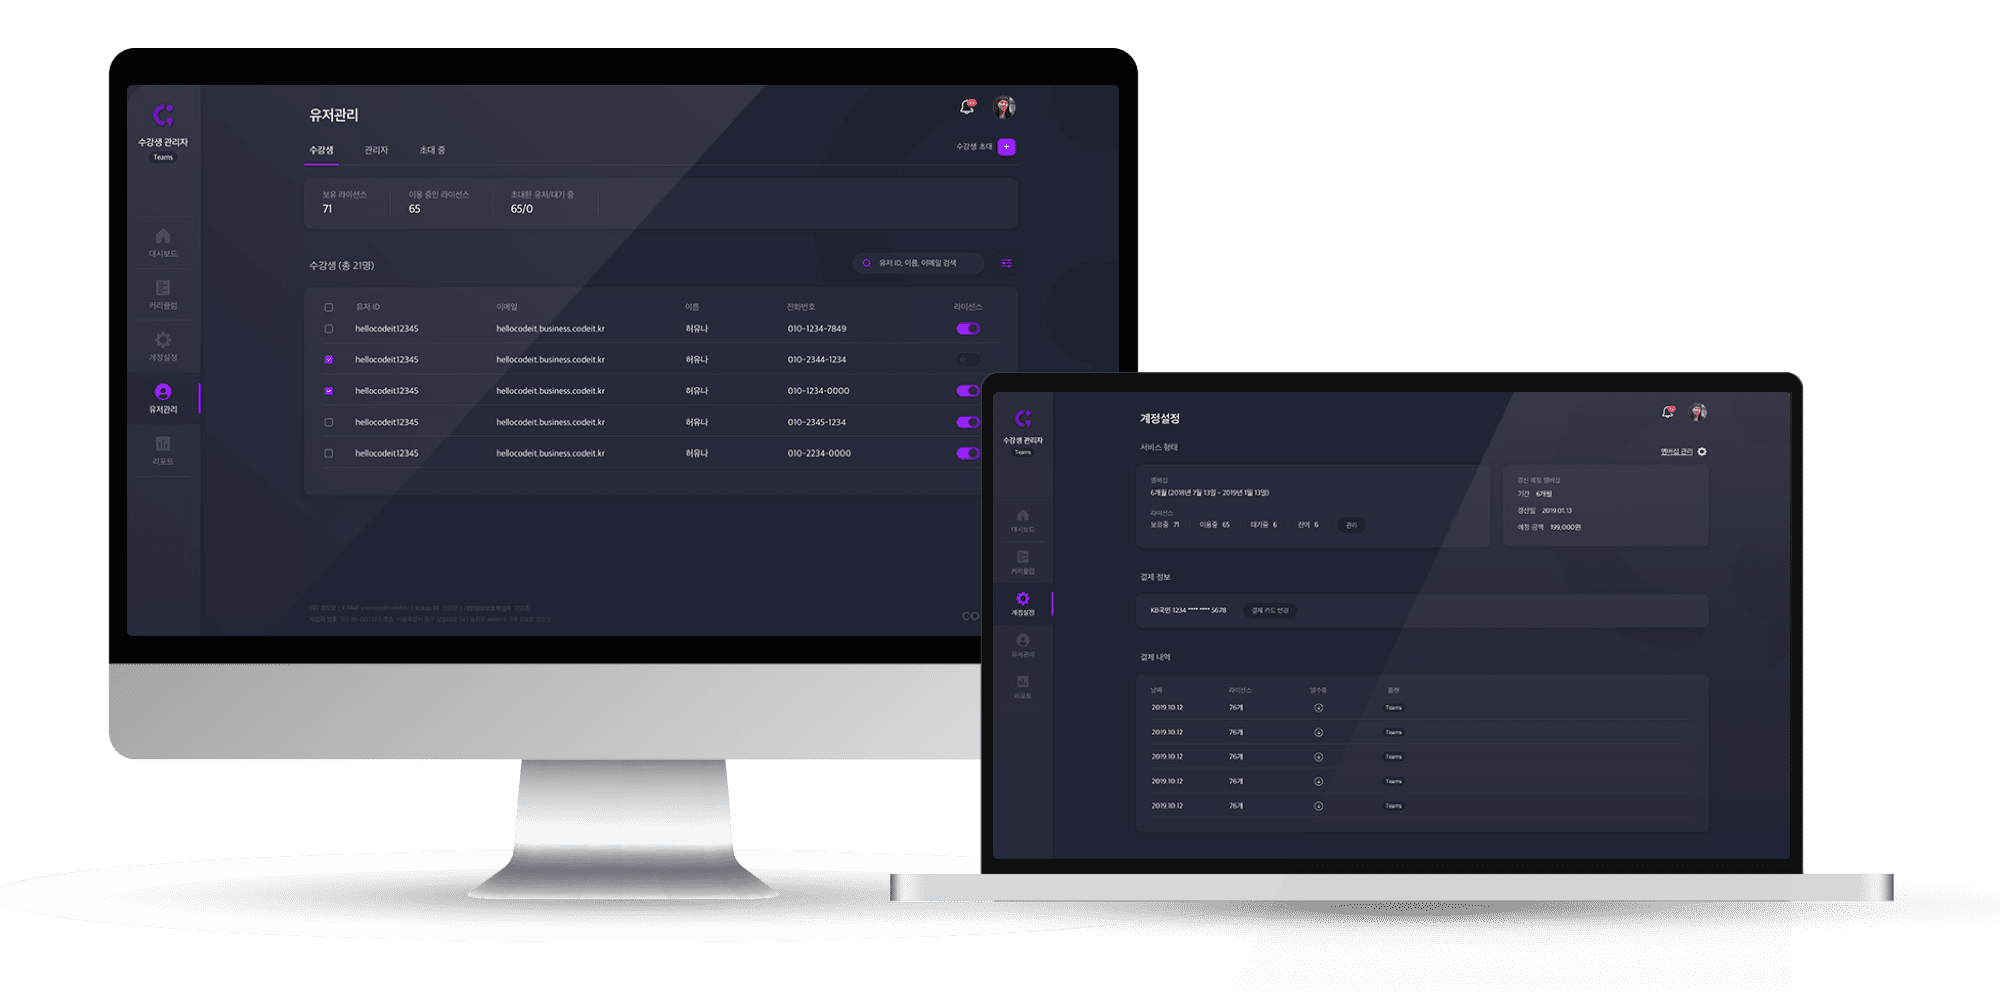 유저관리
수강생 관리자
Teams
수강생 관리자 초대 중
수강생 초대 +
보유 라이선스 이용 중인 라이선스 초대한 유저/대기 중
71 65 65/0
대시보드
커리큘럼
계정설정
유저관리
리포트
수강생 (총 21명)
유저 ID, 이름, 이메일 검색
유저 ID 이메일 이름 전화번호 라이선스
hellocodeit12345 hellocodeit.business.codeit.kr 허유나 010-1234-7849
hellocodeit12345 hellocodeit.business.codeit.kr 허유나 010-2344-1234
hellocodeit12345 hellocodeit.business.codeit.kr 허유나 010-1234-0000
hellocodeit12345 hellocodeit.business.codeit.kr 허유나 010-2345-1234
hellocodeit12345 hellocodeit.business.codeit.kr 허유나 010-2234-0000
CO
계정설정
수강생 관리자
Teams
서비스 형태
멤버십 관리
멤버십
6개월 (2018년 7월 13일 - 2019년 1월 13일)
라이선스
보유중 71 이용중 65 대기중 6 잔여 6 관리
갱신 예정 멤버십
기간 6개월
갱신일 2019.01.13
예정 금액 199,000원
대시보드
커리큘럼
계정설정
유저관리
리포트
결제 정보
KB국민 1234 **** **** 5678 결제 카드 변경
결제 내역
날짜 라이선스 영수증 플랜
2019.10.12 76개 Teams
2019.10.12 76개 Teams
2019.10.12 76개 Teams
2019.10.12 76개 Teams
2019.10.12 76개 Teams